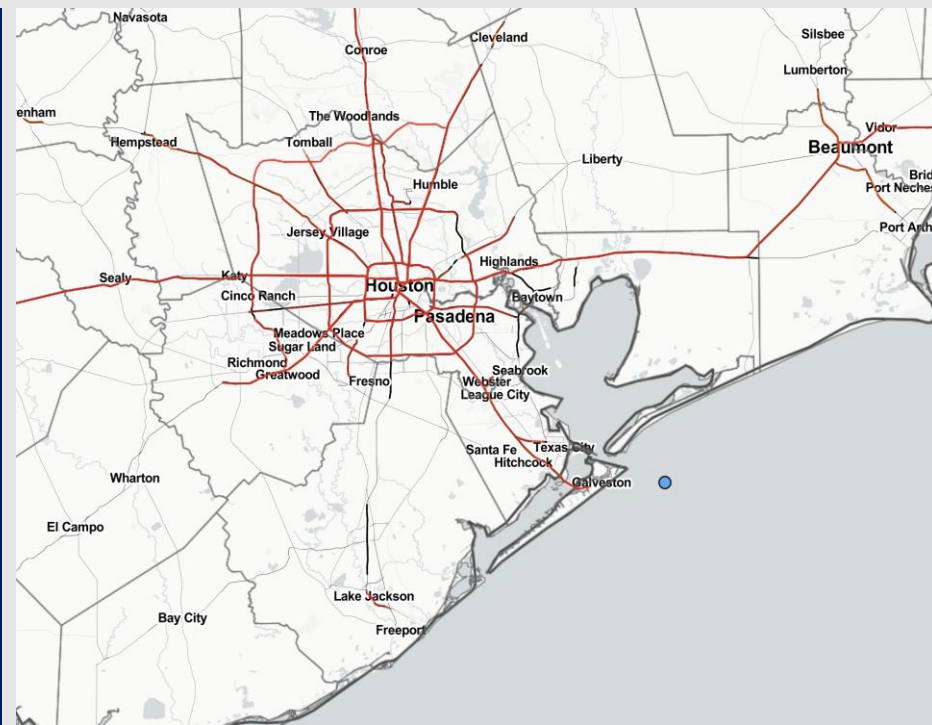 Navasota
Cleveland
Silsbee
Conroe
Lumberton
enham
The Woodlands
Hempstead
Tomball
Vidor
Beaumont
Liberty
Brid
Humble
Port Neches
Jersey Village
Port Arth
Highlands
Sealy
Katy
Houston
Cinco Ranch
Baytown
Pasadena
Meadows Place
Sugar Land
Richmond
Greatwood
Fresno
Seabrook
Webster
League City
Santa Fe
Texas City
Hitchcock
Galveston
Wharton
El Campo
Lake Jackson
Bay City
Freeport